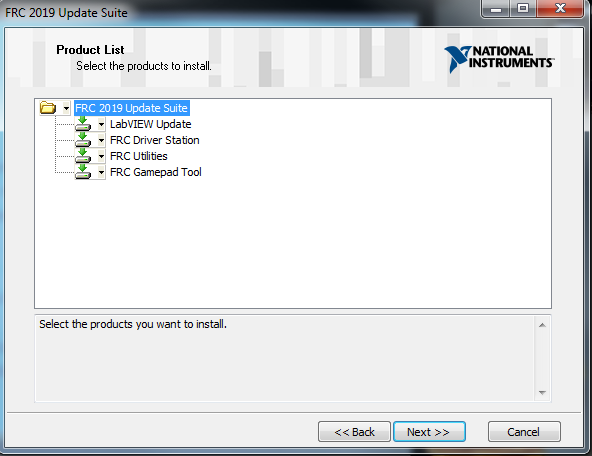 FRC 2019 Update Suite
Product List
Select the products to install.
NATIONAL
INSTRUMENTS™
FRC 2019 Update Suite
LabVIEW Update
FRC Driver Station
FRC Utilities
FRC Gamepad Tool
Select the products you want to install.
<< Back
Next >>
Cancel